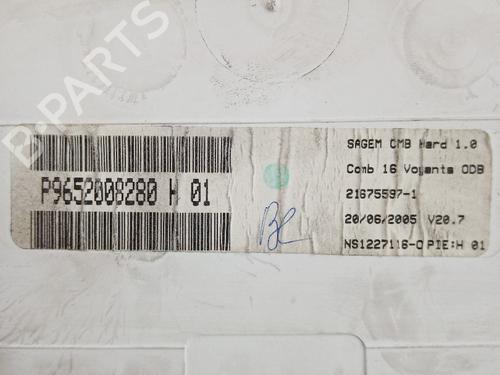 B-PARTS
P9652008280 H 01
SAGEM CMB Hard 1.0
Comb 16 Voyants ODB
21675597-1
20/06/2005 V20.7
NS1227116-0 PIE:H 01